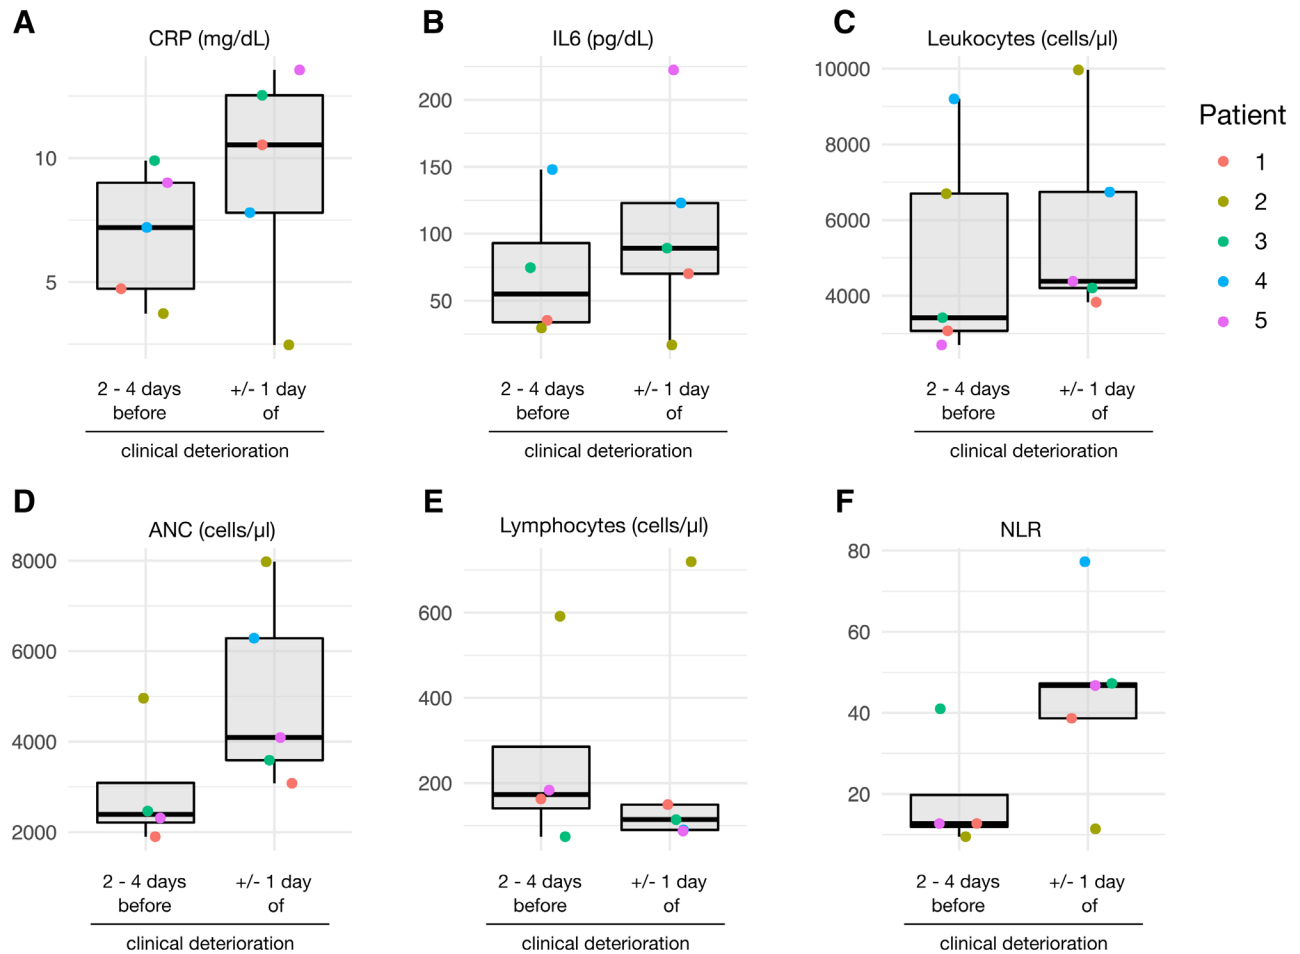 A
CRP (mg/dL)
10
5
2 - 4 days
before
+/- 1 day
of
clinical deterioration
B
IL6 (pg/dL)
200
150
100
50
2 - 4 days
before
+/- 1 day
of
clinical deterioration
C
Leukocytes (cells/µl)
10000
8000
6000
4000
2 - 4 days
before
+/- 1 day
of
clinical deterioration
Patient
1
2
3
4
5
D
ANC (cells/µl)
8000
6000
4000
2000
2 - 4 days
before
+/- 1 day
of
clinical deterioration
E
Lymphocytes (cells/µl)
600
400
200
2 - 4 days
before
+/- 1 day
of
clinical deterioration
F
NLR
80
60
40
20
2 - 4 days
before
+/- 1 day
of
clinical deterioration